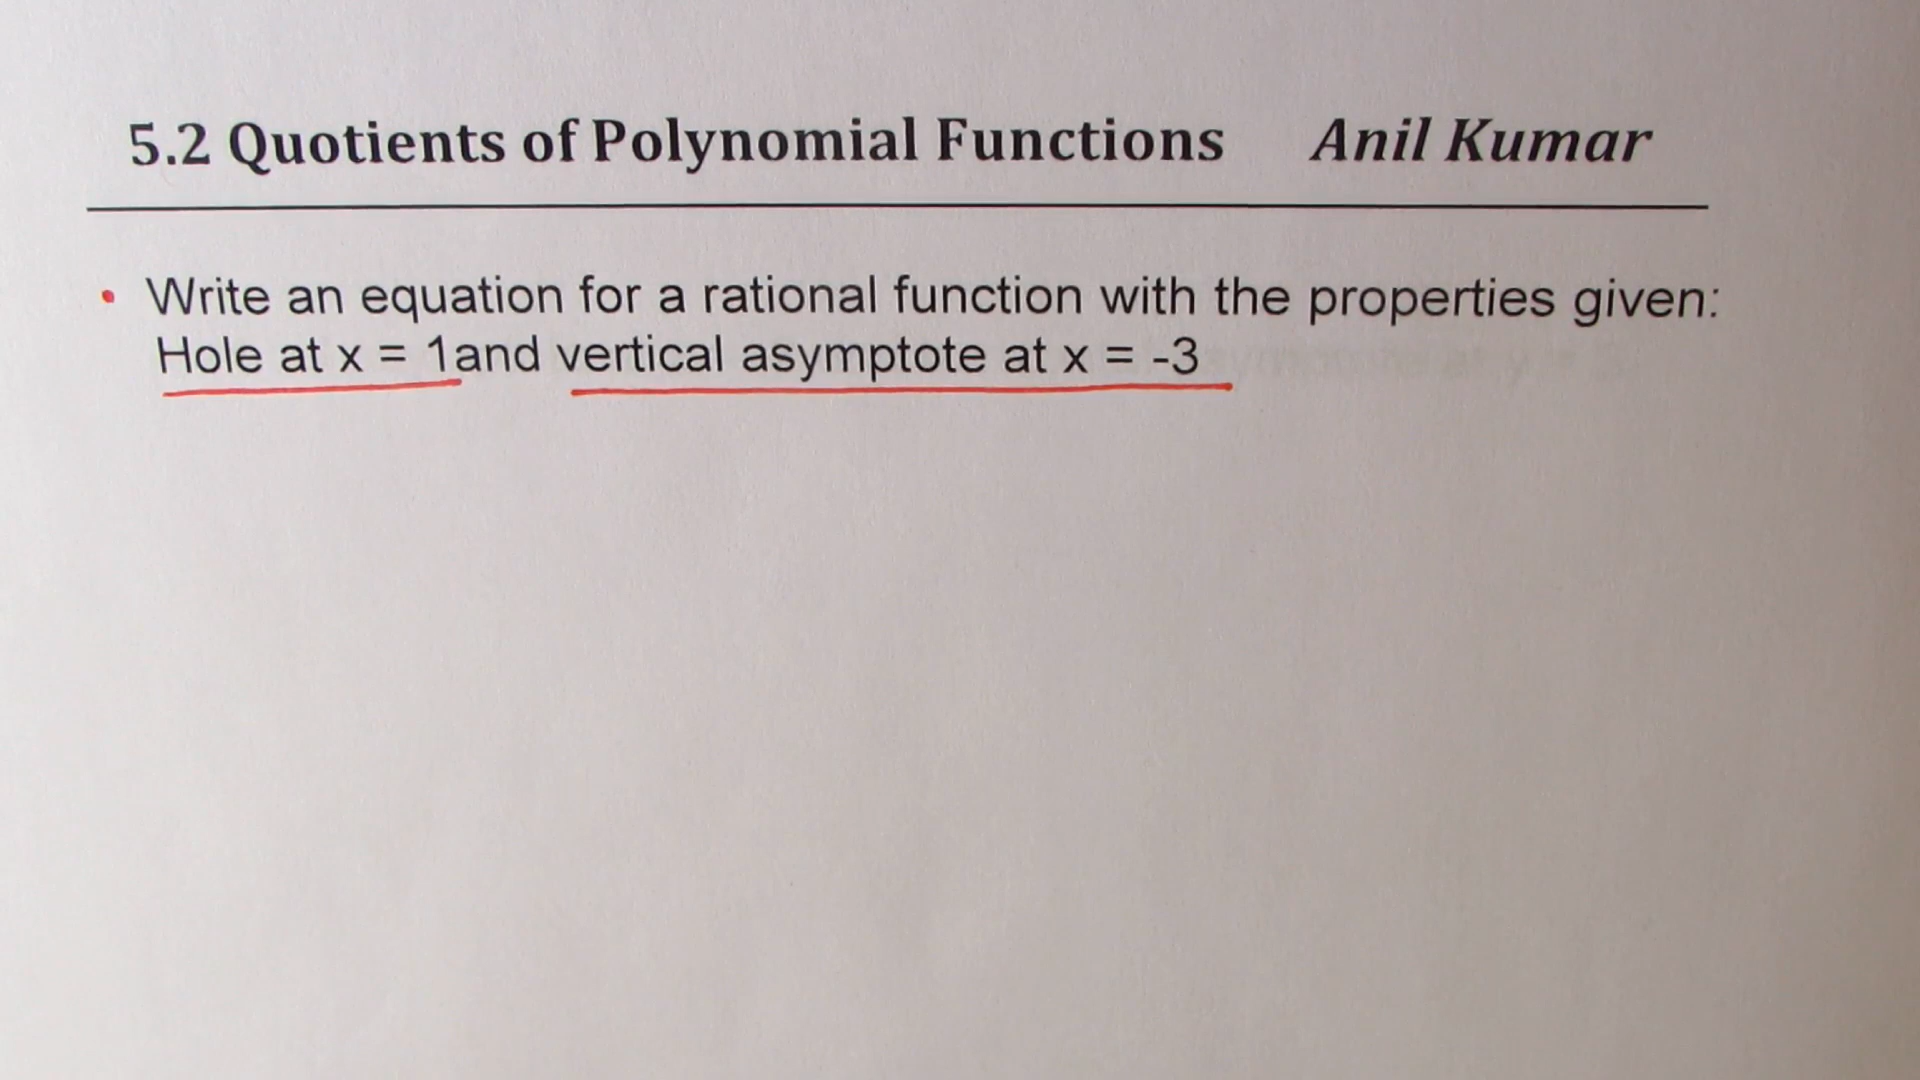 5.2 Quotients of Polynomial Functions Anil Kumar
• Write an equation for a rational function with the properties given:
Hole at x = 1and vertical asymptote at x = -3